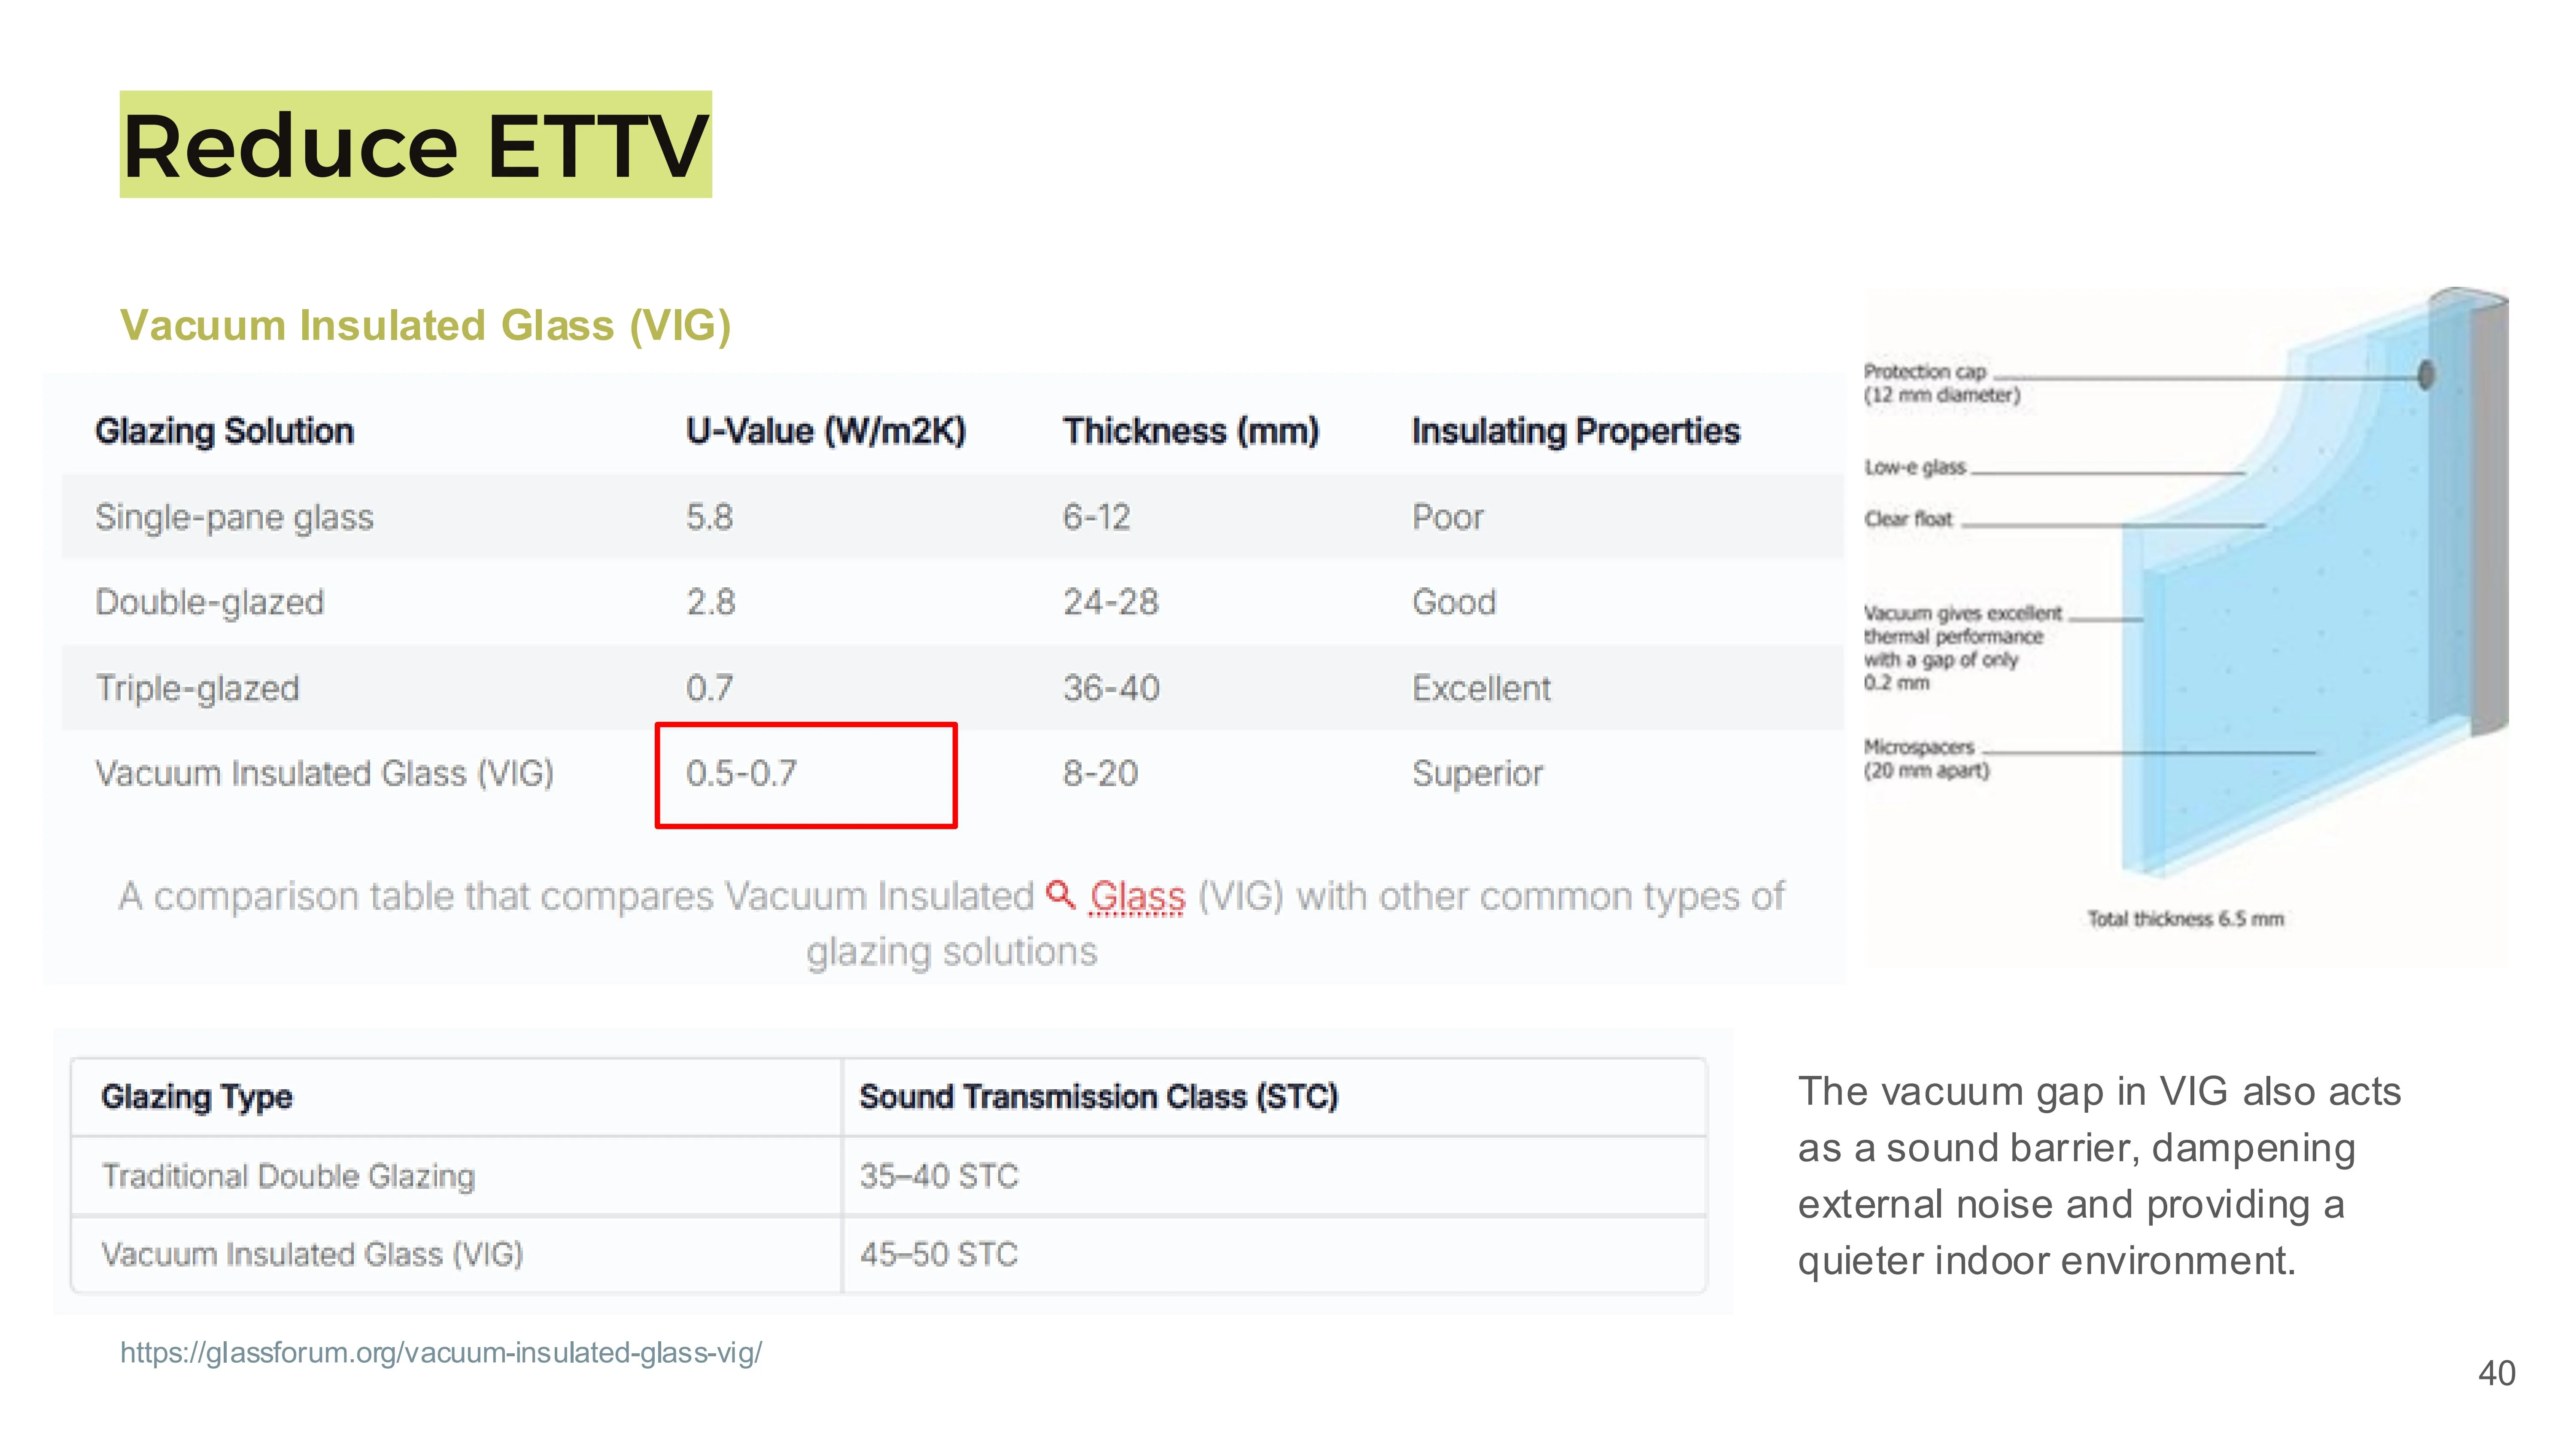 Reduce ETTV
Vacuum Insulated Glass (VIG)
Glazing Solution U-Value (W/m2K) Thickness (mm) Insulating Properties
Single-pane glass 5.8 6-12 Poor
Double-glazed 2.8 24-28 Good
Triple-glazed 0.7 36-40 Excellent
Vacuum Insulated Glass (VIG) 0.5-0.7 8-20 Superior
A comparison table that compares Vacuum Insulated Glass (VIG) with other common types of
glazing solutions
Protection cap
(12 mm diameter)
Low-e glass
Clear float
Vacuum gives excellent
thermal performance
with a gap of only
0.2 mm
Microspacers
(20 mm apart)
Total thickness 6.5 mm
Glazing Type Sound Transmission Class (STC)
Traditional Double Glazing 35–40 STC
Vacuum Insulated Glass (VIG) 45–50 STC
The vacuum gap in VIG also acts
as a sound barrier, dampening
external noise and providing a
quieter indoor environment.
https://glassforum.org/vacuum-insulated-glass-vig/
40